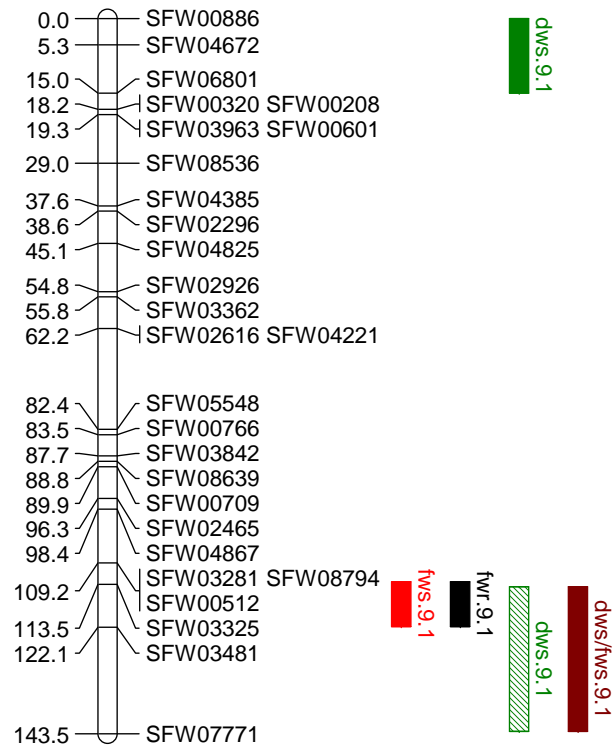 0.0 SFW00886
5.3 SFW04672
15.0 SFW06801
18.2 SFW00320 SFW00208
19.3 SFW03963 SFW00601
29.0 SFW08536
37.6 SFW04385
38.6 SFW02296
45.1 SFW04825
54.8 SFW02926
55.8 SFW03362
62.2 SFW02616 SFW04221
82.4 SFW05548
83.5 SFW00766
87.7 SFW03842
88.8 SFW08639
89.9 SFW00709
96.3 SFW02465
98.4 SFW04867
SFW03281 SFW08794
109.2 SFW00512
113.5 SFW03325
122.1 SFW03481
143.5 SFW07771
dws.9.1
fws.9.1
fwr.9.1
dws.9.1
dws/fws.9.1